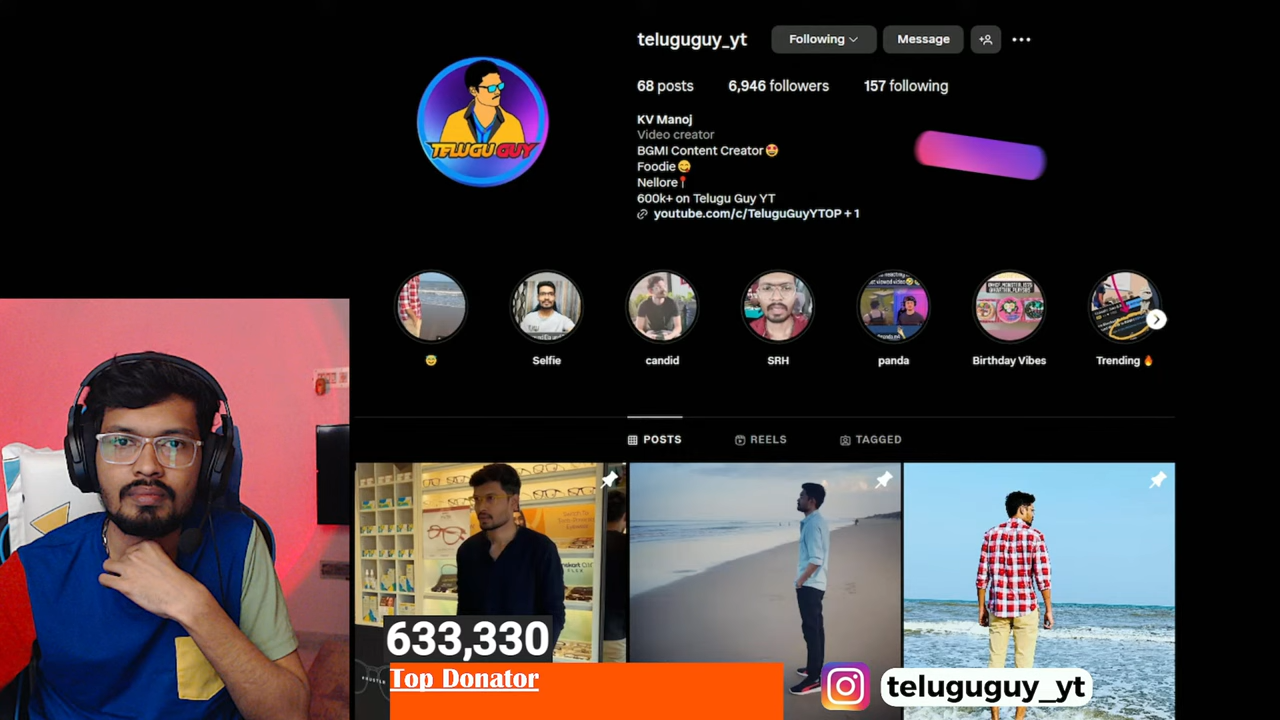 teluguguy_yt
Following
Message
68 posts
6,946 followers
157 following
KV Manoj
Video creator
BGMI Content Creator🤩
Foodie😋
Nellore📍
600k+ on Telugu Guy YT
youtube.com/c/TeluguGuyYTOP + 1
TELUGU GUY
😇
Selfie
candid
SRH
panda
Birthday Vibes
Trending 🔥
POSTS
REELS
TAGGED
633,330
Top Donator
teluguguy_yt